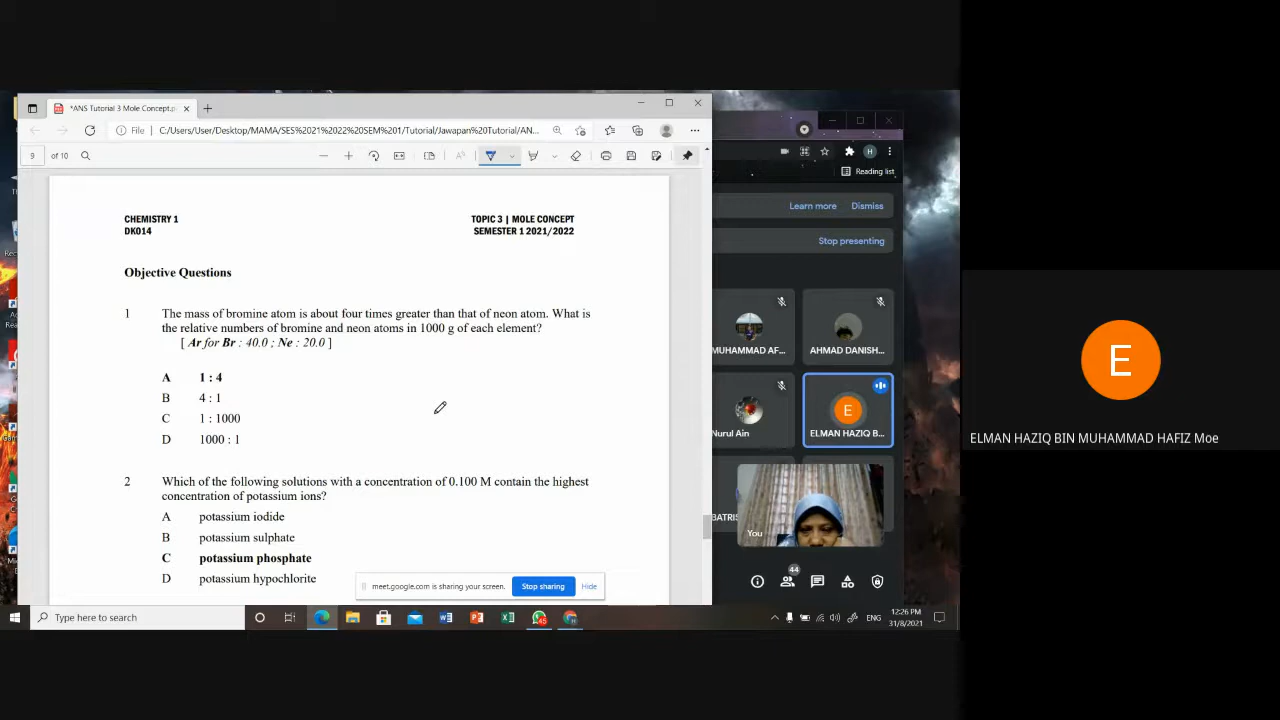 *ANS Tutorial 3 Mole Concept.p
File
C:/Users/User/Desktop/MAMA/SES%2021%2022%20SEM%201/Tutorial/Jawapan%20Tutorial/AN...
9 of 10
CHEMISTRY 1
DK014
TOPIC 3 | MOLE CONCEPT
SEMESTER 1 2021/2022
Objective Questions
1 The mass of bromine atom is about four times greater than that of neon atom. What is
the relative numbers of bromine and neon atoms in 1000 g of each element?
[ Ar for Br : 40.0 ; Ne : 20.0 ]
A 1 : 4
B 4 : 1
C 1 : 1000
D 1000 : 1
2 Which of the following solutions with a concentration of 0.100 M contain the highest
concentration of potassium ions?
A potassium iodide
B potassium sulphate
C potassium phosphate
D potassium hypochlorite
meet.google.com is sharing your screen.
Stop sharing
Hide
H
Reading list
Learn more
Dismiss
Stop presenting
MUHAMMAD AF...
AHMAD DANISH...
Nurul Ain
E
ELMAN HAZIQ B...
BATRIS
You
44
Type here to search
45
ENG
12:26 PM
31/8/2021
E
ELMAN HAZIQ BIN MUHAMMAD HAFIZ Moe